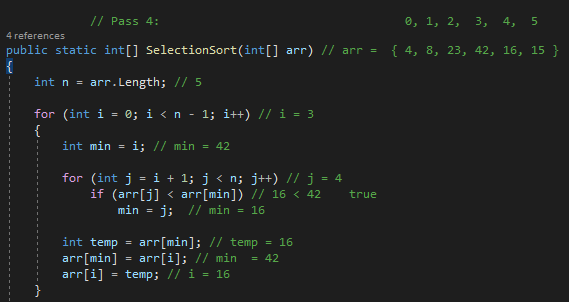 // Pass 4: 0, 1, 2, 3, 4, 5
4 references
public static int[] SelectionSort(int[] arr) // arr = { 4, 8, 23, 42, 16, 15 }
{
int n = arr.Length; // 5
for (int i = 0; i < n - 1; i++) // i = 3
{
int min = i; // min = 42
for (int j = i + 1; j < n; j++) // j = 4
if (arr[j] < arr[min]) // 16 < 42 true
min = j; // min = 16
int temp = arr[min]; // temp = 16
arr[min] = arr[i]; // min = 42
arr[i] = temp; // i = 16
}